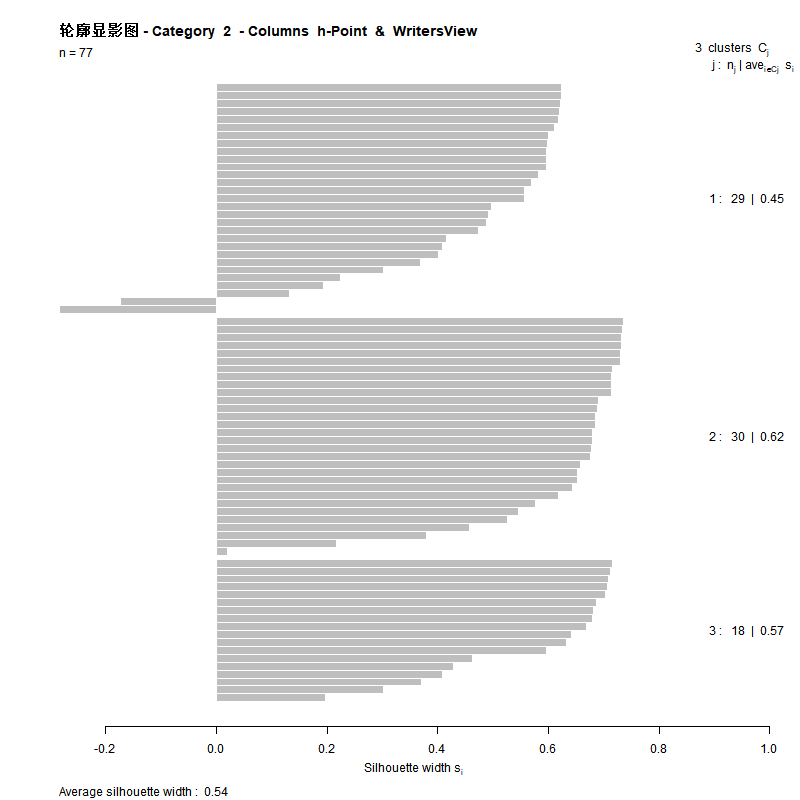 轮廓显影图 - Category 2 - Columns h-Point & WritersView
n = 77
3 clusters Cj
j : nj | avei∈Cj si
1 : 29 | 0.45
2 : 30 | 0.62
3 : 18 | 0.57
-0.2 0.0 0.2 0.4 0.6 0.8 1.0
Silhouette width si
Average silhouette width : 0.54